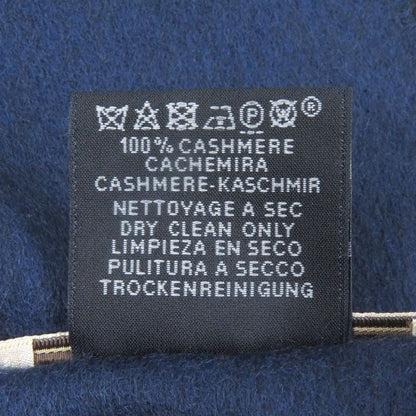 P W ®
100% CASHMERE
CACHEMIRA
CASHMERE-KASCHMIR
NETTOYAGE A SEC
DRY CLEAN ONLY
LIMPIEZA EN SECO
PULITURA A SECCO
TROCKENREINIGUNG